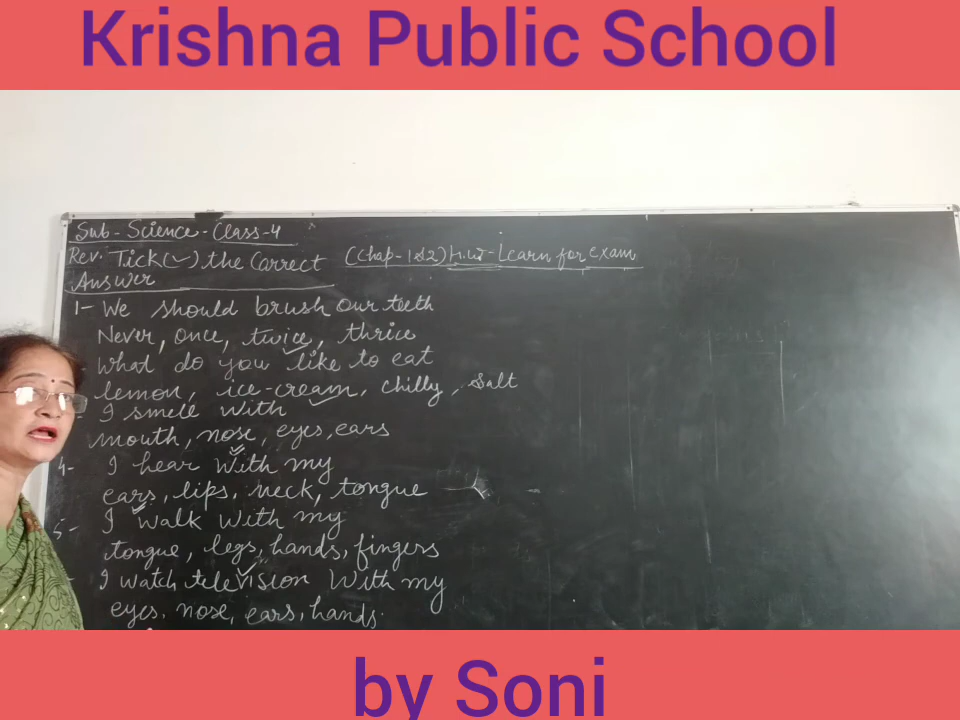 Krishna Public School
Sub-Science-Class-4
Rev. Tick(✓) the Correct (Chap-1&2) H.W-Learn for exam
Answer
1- We should brush our teeth
Never, once, twice, thrice
- What do you like to eat
lemon, ice-cream, chilly, salt
I smell with
mouth, nose, eyes, ears
4- I hear with my
ears, lips, neck, tongue
5- I walk with my
tongue, legs, hands, fingers
- I watch television With my
eyes, nose, ears, hands.
by Soni